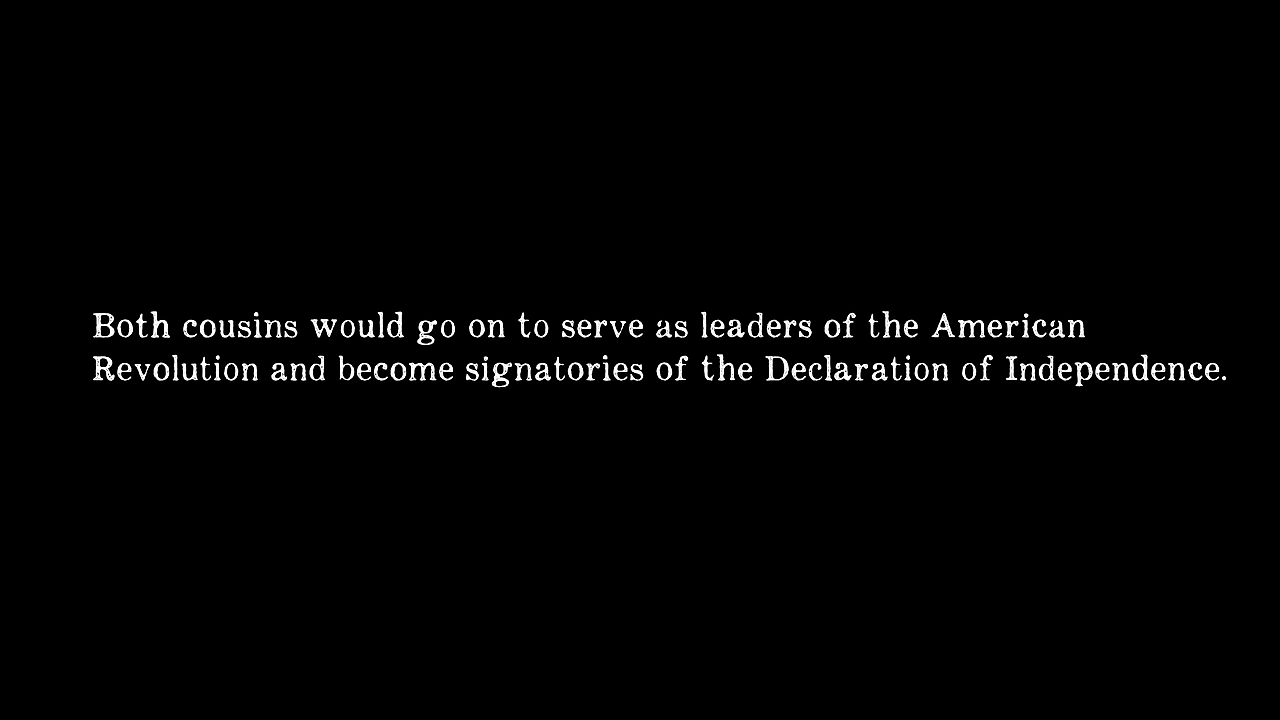 Both cousins would go on to serve as leaders of the American
Revolution and become signatories of the Declaration of Independence.